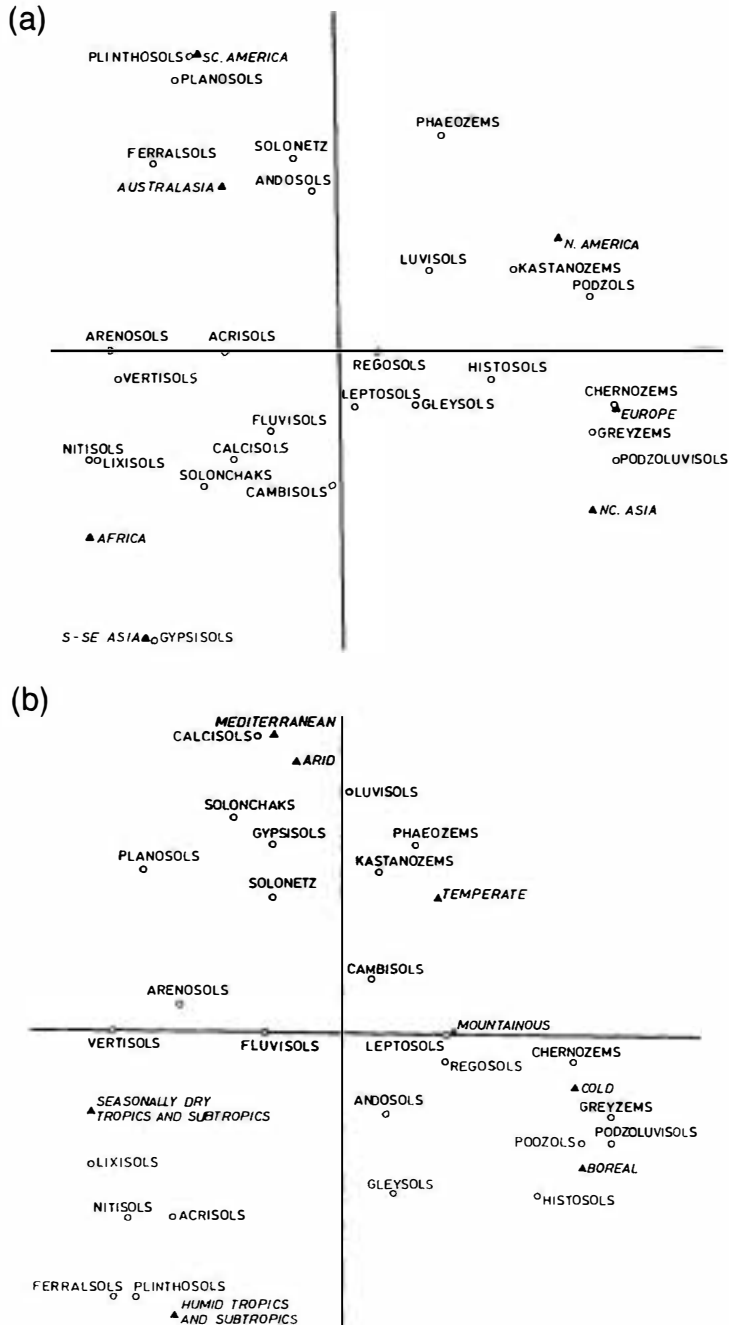 (a)
PLINTHOSOLS SC. AMERICA
PLANOSOLS
PHAEOZEMS
SOLONETZ
FERRALSOLS
AUSTRALASIA ANDOSOLS
N. AMERICA
LUVISOLS KASTANOZEMS
PODZOLS
ARENOSOLS ACRISOLS
REGOSOLS HISTOSOLS
VERTISOLS
LEPTOSOLS GLEYSOLS CHERNOZEMS
EUROPE
FLUVISOLS GREYZEMS
NITISOLS LIXISOLS CALCISOLS PODZOLUVISOLS
SOLONCHAKS CAMBISOLS
NC. ASIA
AFRICA
S-SE ASIA GYPSISOLS
(b)
MEDITERRANEAN
CALCISOLS
ARID
LUVISOLS
SOLONCHAKS
GYPSISOLS PHAEOZEMS
PLANOSOLS KASTANOZEMS
SOLONETZ TEMPERATE
CAMBISOLS
ARENOSOLS
MOUNTAINOUS
VERTISOLS FLUVISOLS LEPTOSOLS CHERNOZEMS
REGOSOLS
COLD
SEASONALLY DRY
TROPICS AND SUBTROPICS
ANDOSOLS GREYZEMS
POOZOLS PODZOLUVISOLS
LIXISOLS BOREAL
GLEYSOLS HISTOSOLS
NITISOLS ACRISOLS
FERRALSOLS PLINTHOSOLS
HUMID TROPICS
AND SUBTROPICS